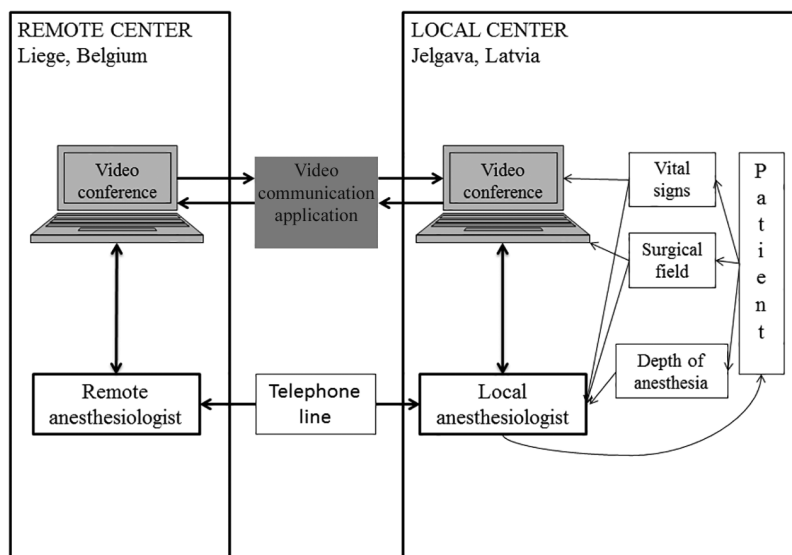 REMOTE CENTER
Liege, Belgium
LOCAL CENTER
Jelgava, Latvia
Video
conference
Video
communication
application
Video
conference
Vital
signs
Surgical
field
Depth of
anesthesia
Patient
Remote
anesthesiologist
Telephone
line
Local
anesthesiologist